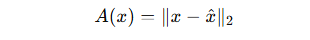 A(x) = ‖x − x̂‖₂